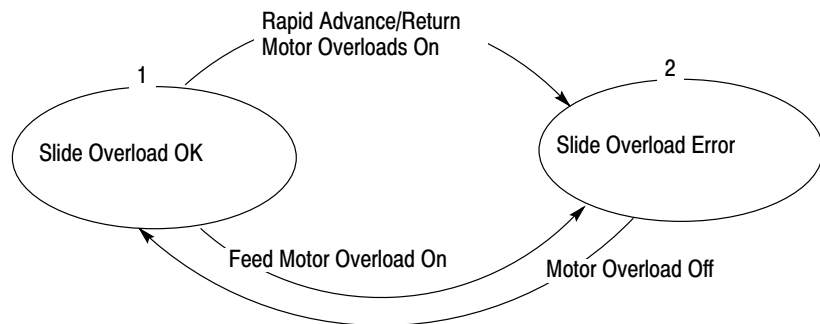 Rapid Advance/Return
Motor Overloads On
1
2
Slide Overload OK
Slide Overload Error
Feed Motor Overload On
Motor Overload Off